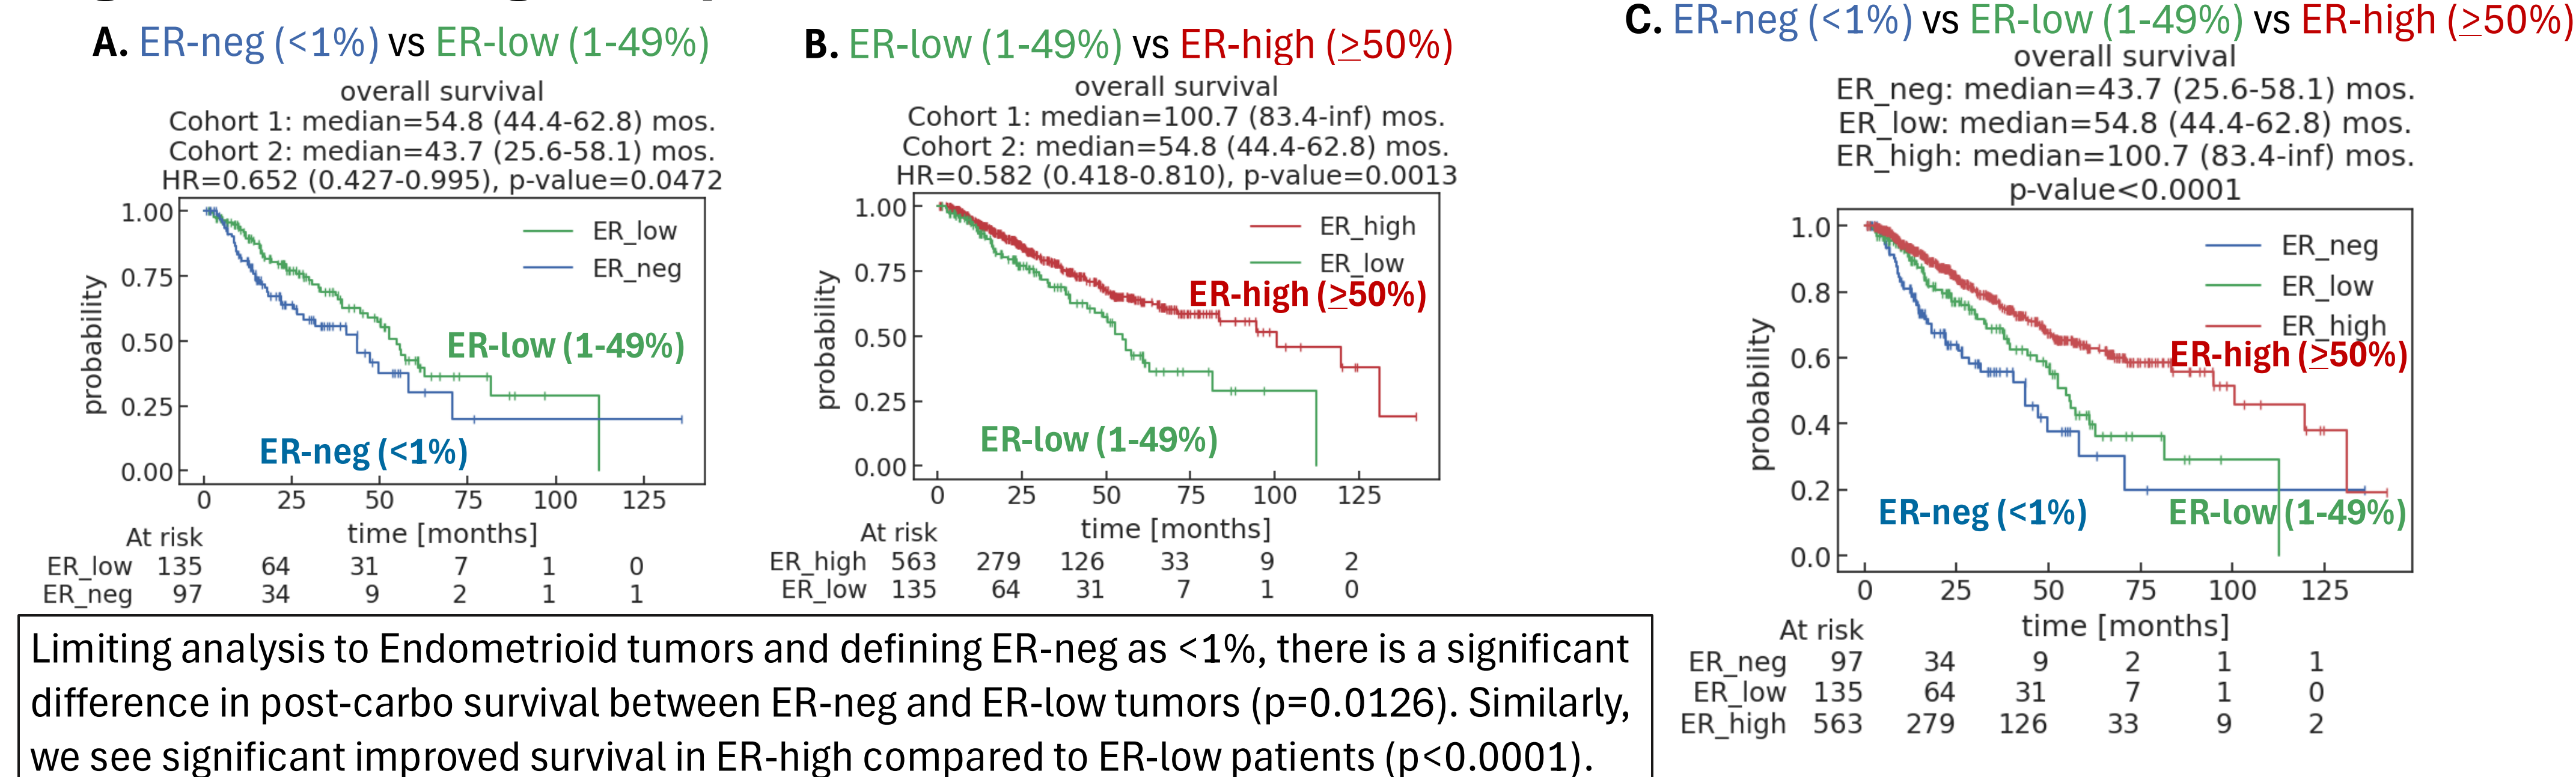 A. ER-neg (<1%) vs ER-low (1-49%)
overall survival
Cohort 1: median=54.8 (44.4-62.8) mos.
Cohort 2: median=43.7 (25.6-58.1) mos.
HR=0.652 (0.427-0.995), p-value=0.0472
probability
1.00
0.75
0.50
0.25
0.00
ER_low
ER_neg
ER-low (1-49%)
ER-neg (<1%)
0 25 50 75 100 125
time [months]
At risk
ER_low 135 64 31 7 1 0
ER_neg 97 34 9 2 1 1
B. ER-low (1-49%) vs ER-high (≥50%)
overall survival
Cohort 1: median=100.7 (83.4-inf) mos.
Cohort 2: median=54.8 (44.4-62.8) mos.
HR=0.582 (0.418-0.810), p-value=0.0013
probability
1.00
0.75
0.50
0.25
0.00
ER_high
ER_low
ER-high (≥50%)
ER-low (1-49%)
0 25 50 75 100 125
time [months]
At risk
ER_high 563 279 126 33 9 2
ER_low 135 64 31 7 1 0
C. ER-neg (<1%) vs ER-low (1-49%) vs ER-high (≥50%)
overall survival
ER_neg: median=43.7 (25.6-58.1) mos.
ER_low: median=54.8 (44.4-62.8) mos.
ER_high: median=100.7 (83.4-inf) mos.
p-value<0.0001
probability
1.0
0.8
0.6
0.4
0.2
0.0
ER_neg
ER_low
ER_high
ER-high (≥50%)
ER-neg (<1%)
ER-low (1-49%)
0 25 50 75 100 125
time [months]
At risk
ER_neg 97 34 9 2 1 1
ER_low 135 64 31 7 1 0
ER_high 563 279 126 33 9 2
Limiting analysis to Endometrioid tumors and defining ER-neg as <1%, there is a significant
difference in post-carbo survival between ER-neg and ER-low tumors (p=0.0126). Similarly,
we see significant improved survival in ER-high compared to ER-low patients (p<0.0001).